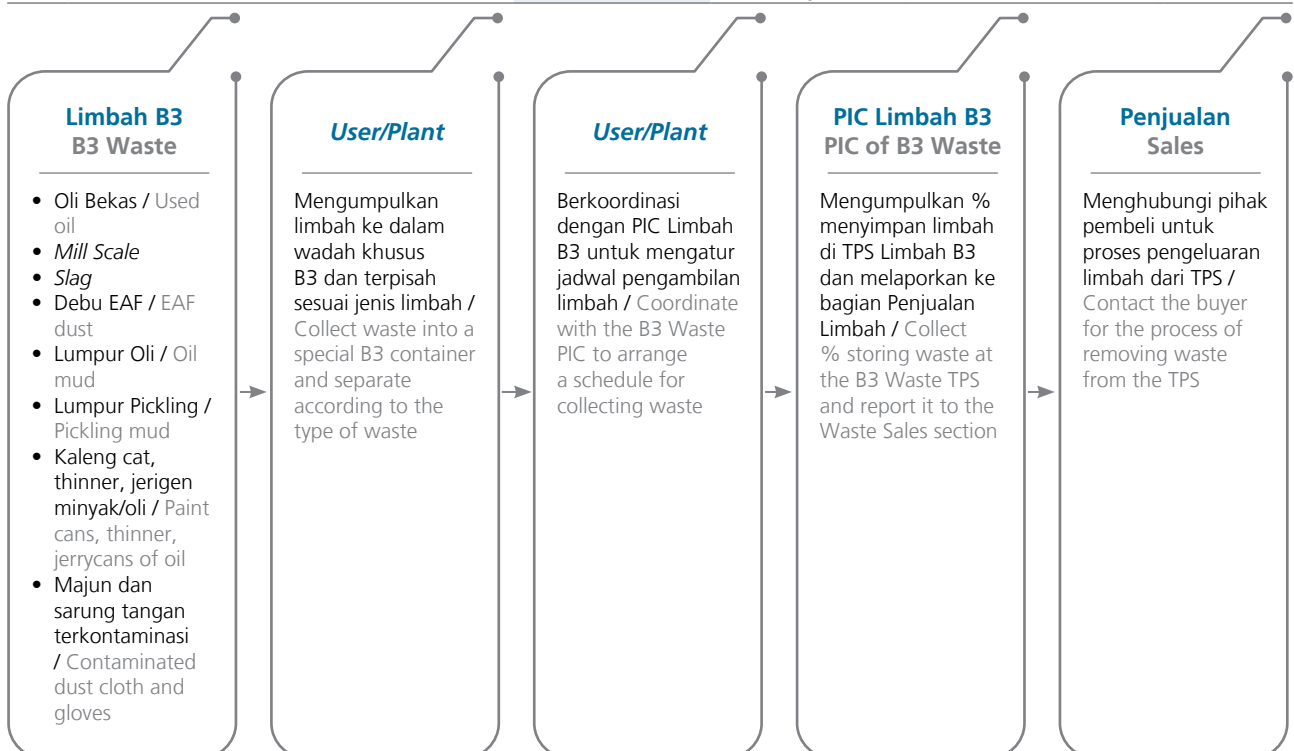 Limbah B3
B3 Waste
• Oli Bekas / Used
oil
• Mill Scale
• Slag
• Debu EAF / EAF
dust
• Lumpur Oli / Oil
mud
• Lumpur Pickling /
Pickling mud
• Kaleng cat,
thinner, jerigen
minyak/oli / Paint
cans, thinner,
jerrycans of oil
• Majun dan
sarung tangan
terkontaminasi
/ Contaminated
dust cloth and
gloves
User/Plant
Mengumpulkan
limbah ke dalam
wadah khusus
B3 dan terpisah
sesuai jenis limbah /
Collect waste into a
special B3 container
and separate
according to the
type of waste
User/Plant
Berkoordinasi
dengan PIC Limbah
B3 untuk mengatur
jadwal pengambilan
limbah / Coordinate
with the B3 Waste
PIC to arrange
a schedule for
collecting waste
PIC Limbah B3
PIC of B3 Waste
Mengumpulkan %
menyimpan limbah
di TPS Limbah B3
dan melaporkan ke
bagian Penjualan
Limbah / Collect
% storing waste at
the B3 Waste TPS
and report it to the
Waste Sales section
Penjualan
Sales
Menghubungi pihak
pembeli untuk
proses pengeluaran
limbah dari TPS /
Contact the buyer
for the process of
removing waste
from the TPS